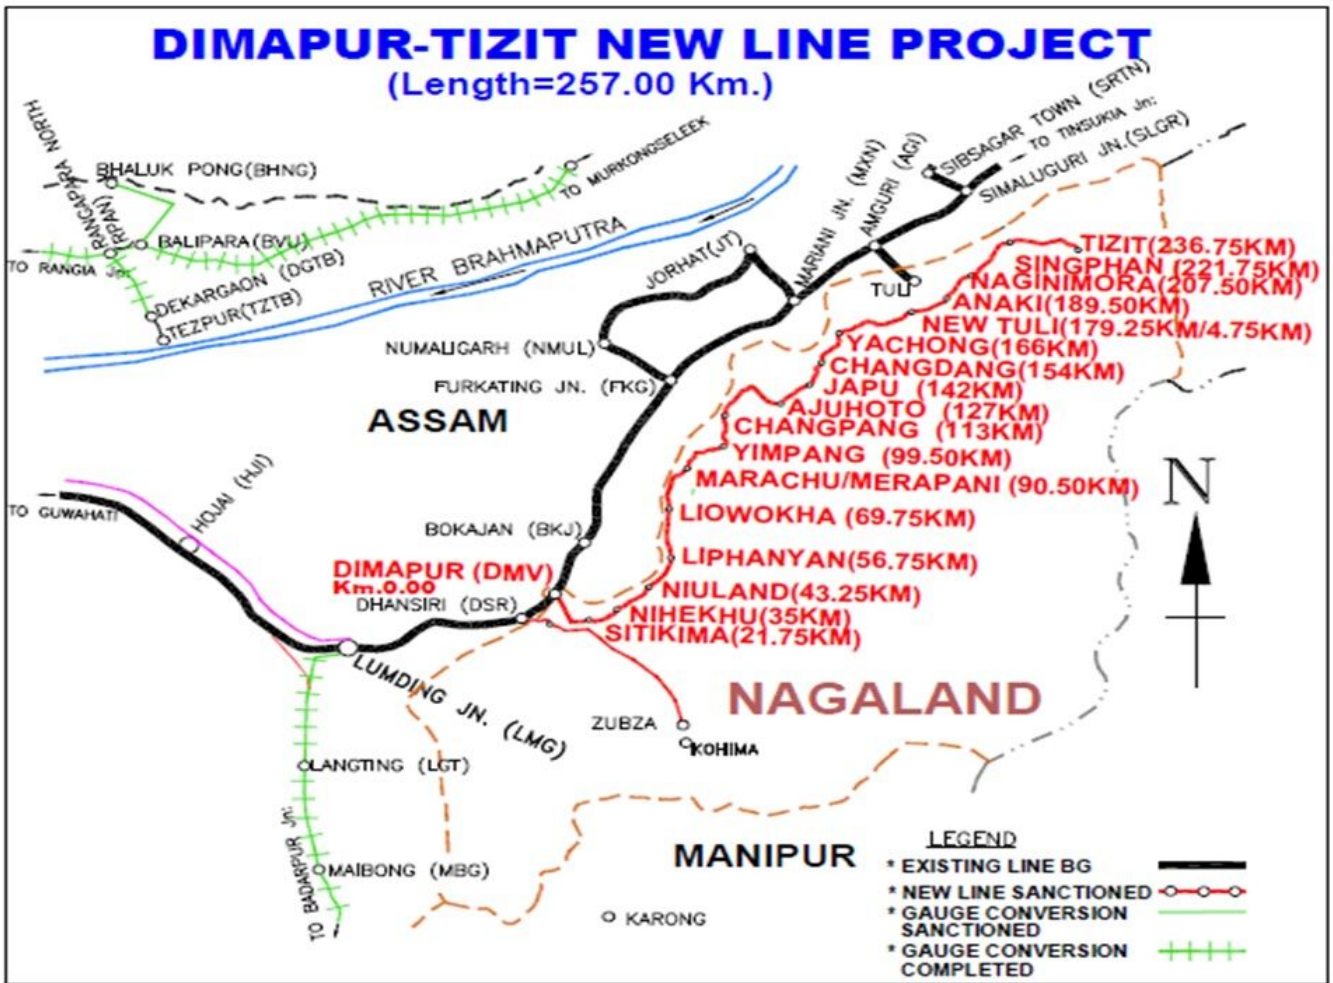 DIMAPUR-TIZIT NEW LINE PROJECT
(Length=257.00 Km.)
RANGAPARA NORTH
(RPAN)
BHALUK PONG(BHNG)
BALIPARA(BVU)
TO RANGIA Jn:
DEKARGAON (DGTB)
TEZPUR(TZTB)
TO MURKONGSELEEK
RIVER BRAHMAPUTRA
SIBSAGAR TOWN (SRTN)
TO TINSUKIA Jn:
SIMALUGURI JN.(SLGR)
AMGURI (AGI)
MARIANI JN. (MXN)
JORHAT(JT)
TULI
NUMALIGARH (NMUL)
FURKATING JN. (FKG)
ASSAM
TIZIT(236.75KM)
SINGPHAN (221.75KM)
NAGINIMORA(207.50KM)
ANAKI(189.50KM)
NEW TULI(179.25KM/4.75KM)
YACHONG(166KM)
CHANGDANG(154KM)
JAPU (142KM)
AJUHOTO (127KM)
CHANGPANG (113KM)
YIMPANG (99.50KM)
MARACHU/MERAPANI (90.50KM)
LIOWOKHA (69.75KM)
LIPHANYAN(56.75KM)
NIULAND(43.25KM)
NIHEKHU(35KM)
SITIKIMA(21.75KM)
N
TO GUWAHATI
HOJAI (HJI)
BOKAJAN (BKJ)
DIMAPUR (DMV)
Km.0.00
DHANSIRI (DSR)
LUMDING JN. (LMG)
NAGALAND
ZUBZA
KOHIMA
LANGTING (LGT)
MAIBONG (MBG)
TO BADARPUR Jn:
MANIPUR
KARONG
LEGEND
* EXISTING LINE BG
* NEW LINE SANCTIONED
* GAUGE CONVERSION
SANCTIONED
* GAUGE CONVERSION
COMPLETED